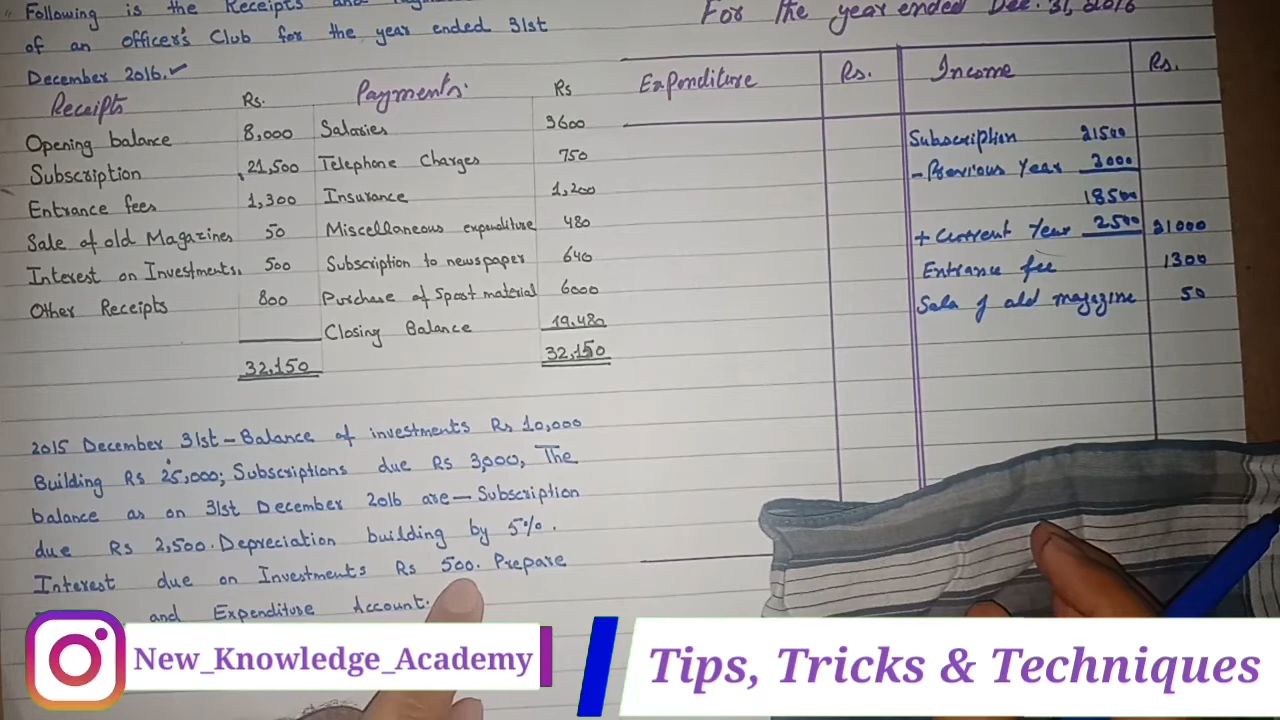 Following is the Receipts and
of an officer's Club for the year ended 31st
December 2016.
Receipts Rs. Payments Rs
Opening balance 8,000 Salaries 3600
Subscription 21,500 Telephone Charges 750
Entrance fees 1,300 Insurance 1,200
Sale of old Magazines 50 Miscellaneous expenditure 480
Interest on Investments. 500 Subscription to newspaper 640
Other Receipts 800 Purchase of Spost material 6000
Closing Balance 19,480
32,150 32,150
2015 December 31st - Balance of investments Rs 10,000
Building Rs 25,000; Subscriptions due Rs 3,000, The
balance as on 31st December 2016 are - Subscription
due Rs 2,500. Depreciation building by 5%.
Interest due on Investments Rs 500. Prepare
and Expenditure Account.
For the year ended Dec. 31, 2016
Expenditure Rs. Income Rs.
Subscription 21500
- Previous Year 3000
18500
+ Current Year 2500 21000
Entrance fee 1300
Sala of old magazine 50
New_Knowledge_Academy
Tips, Tricks & Techniques